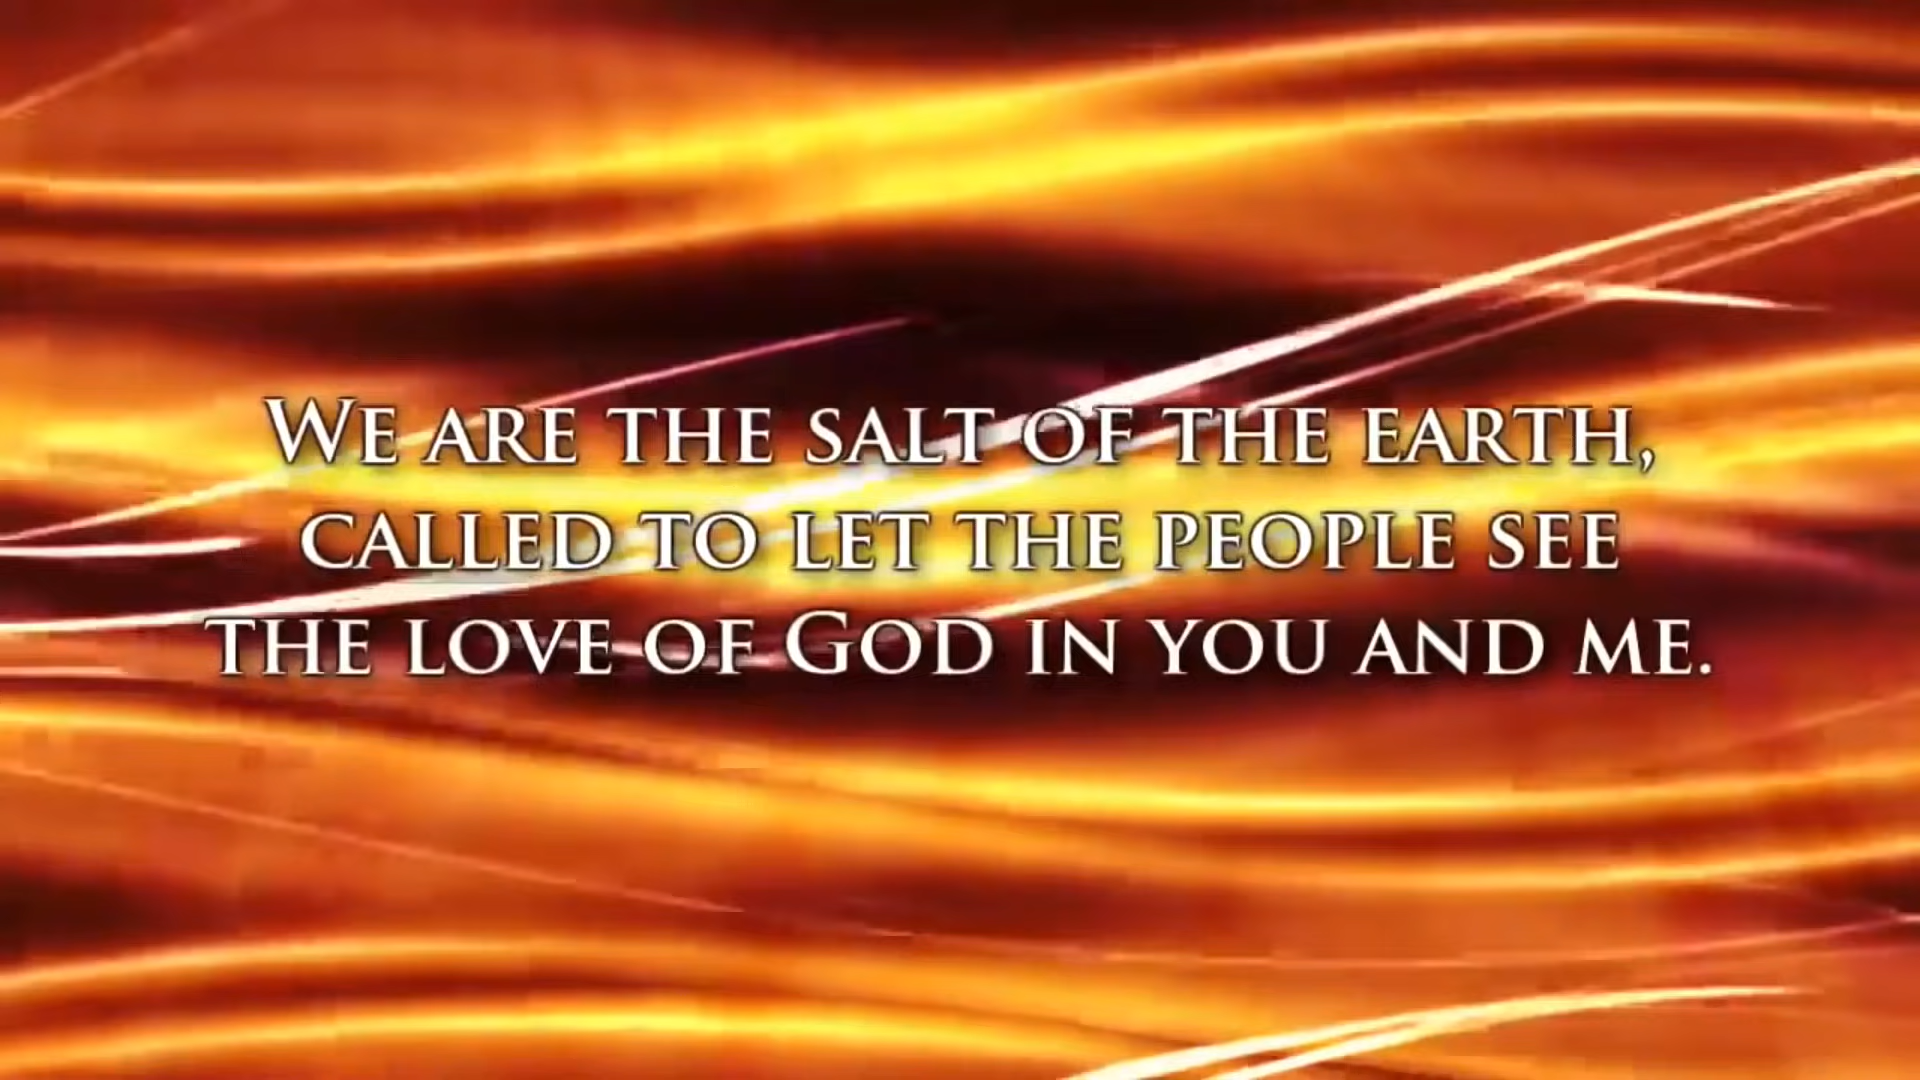 We are the salt of the earth,
called to let the people see
the love of God in you and me.